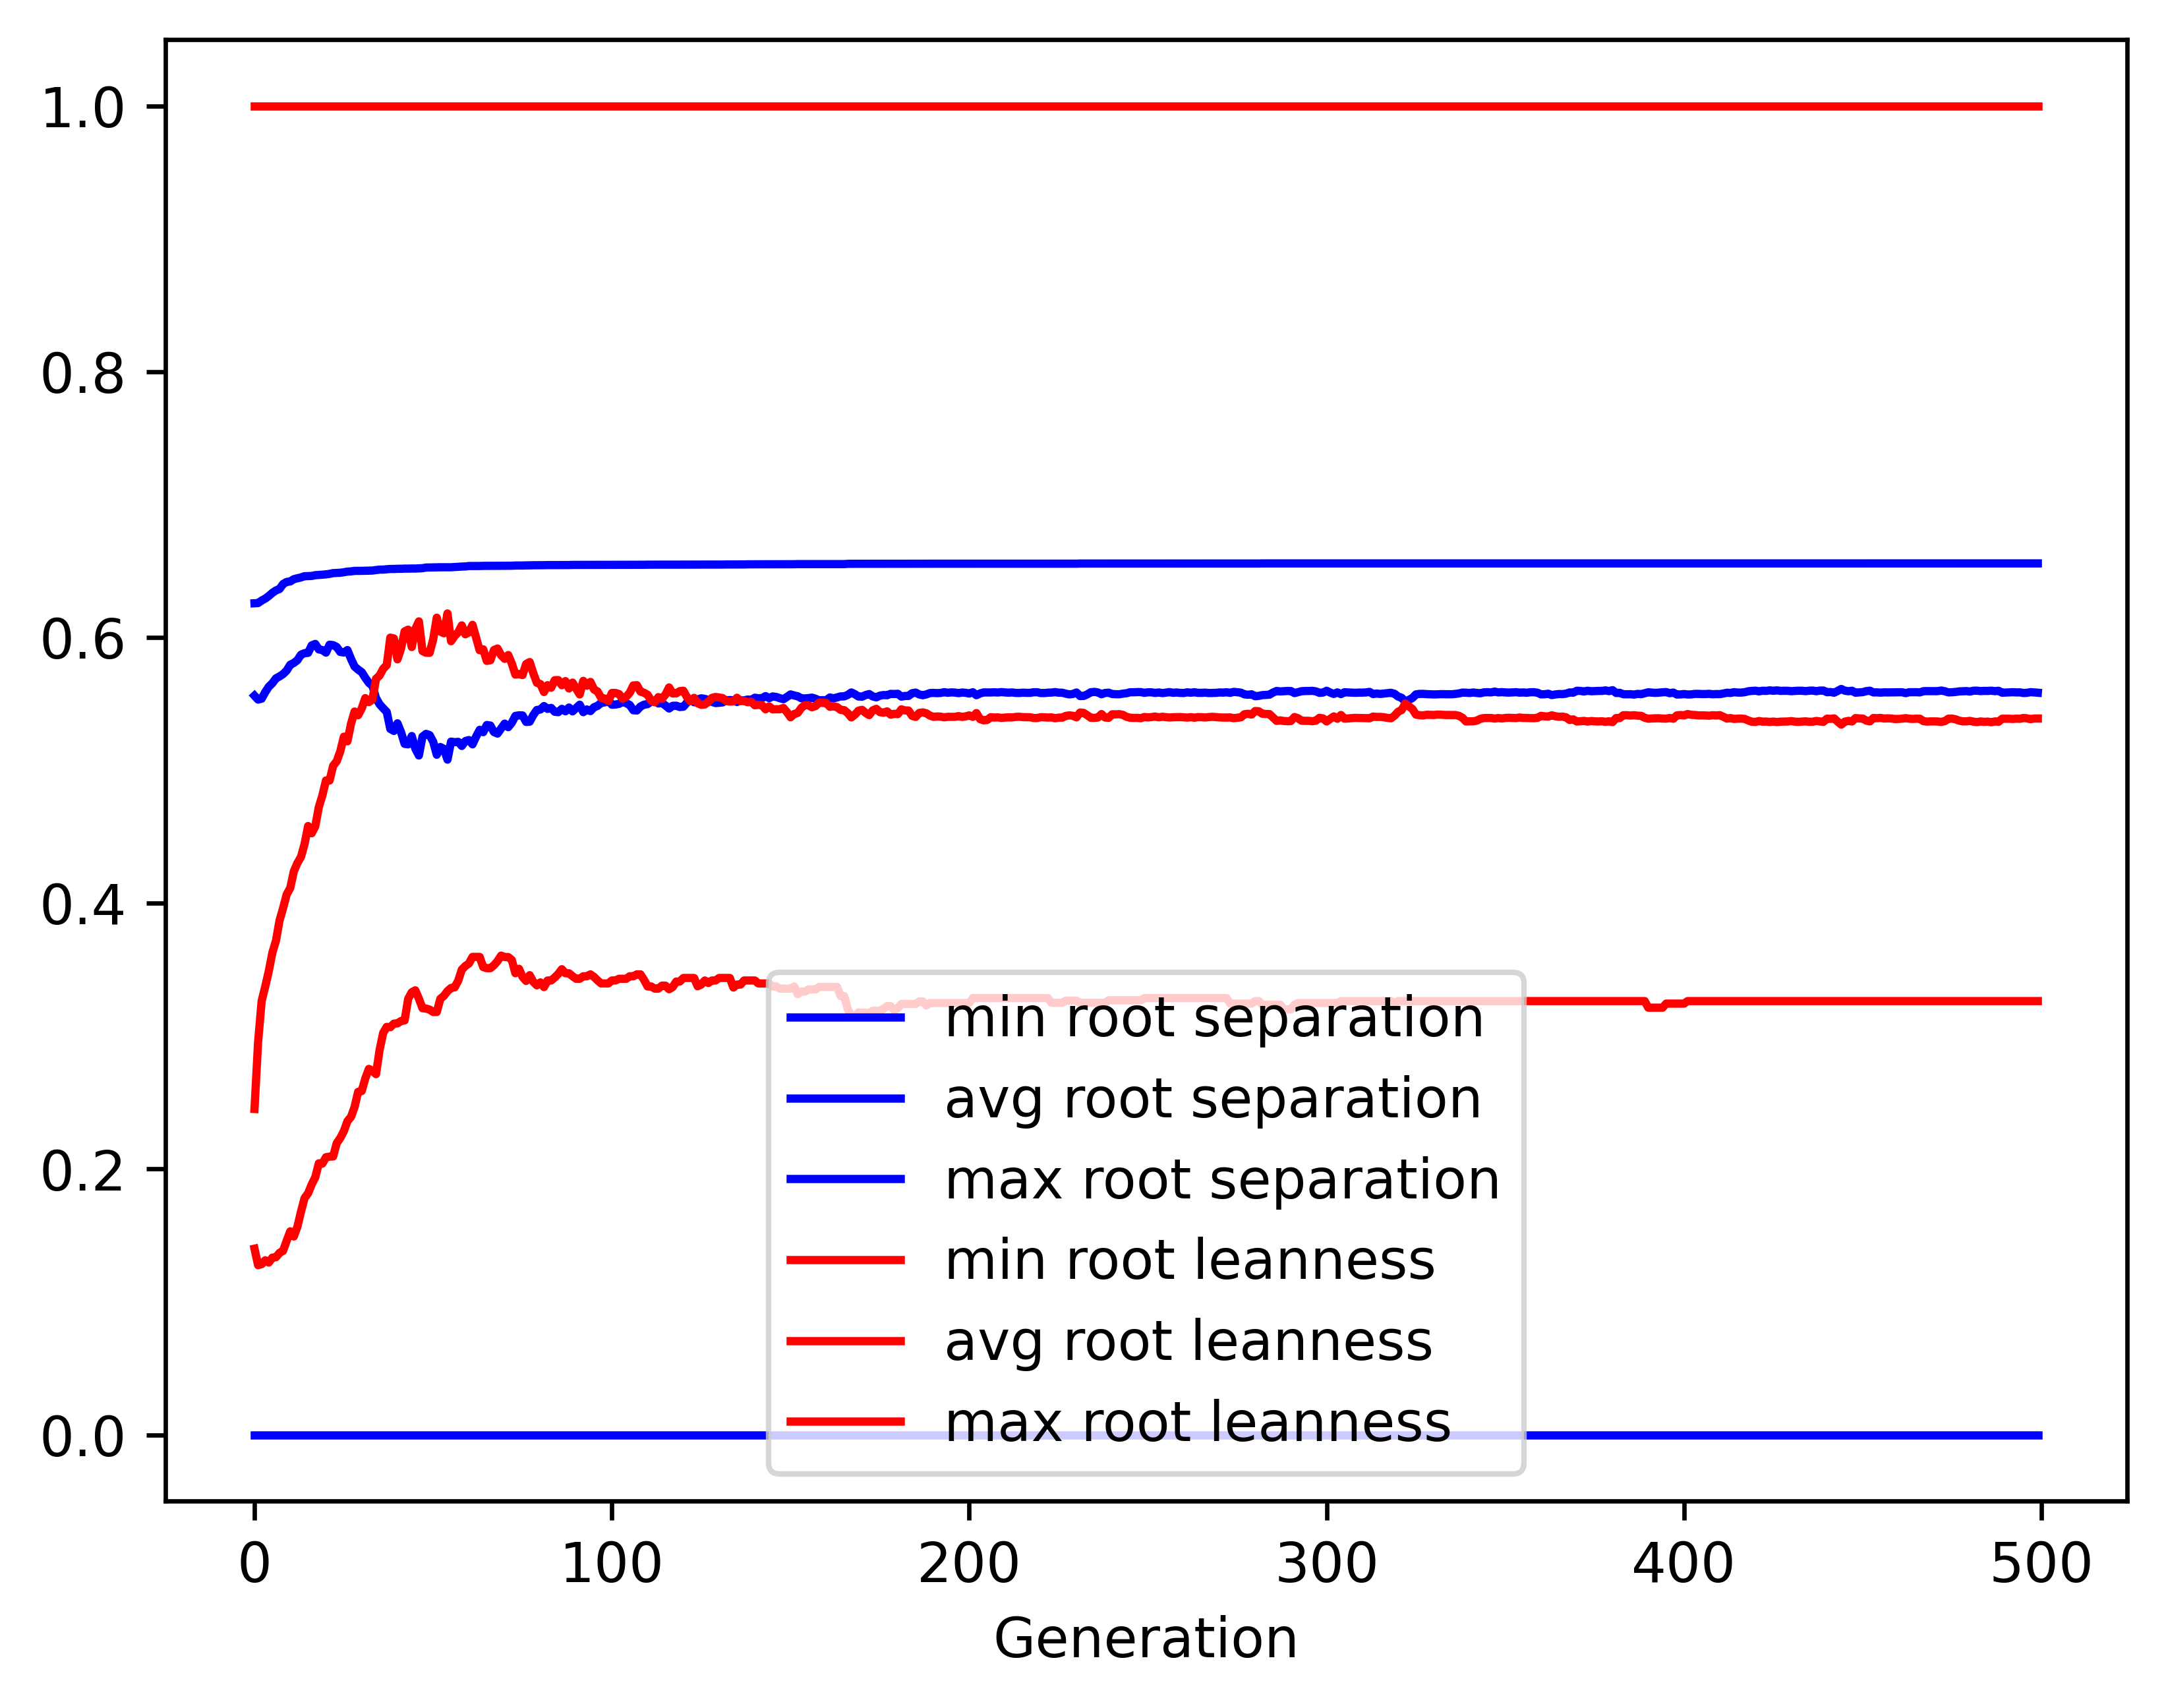 1.0
0.8
0.6
0.4
0.2
0.0
min root separation
avg root separation
max root separation
min root leanness
avg root leanness
max root leanness
0 100 200 300 400 500
Generation